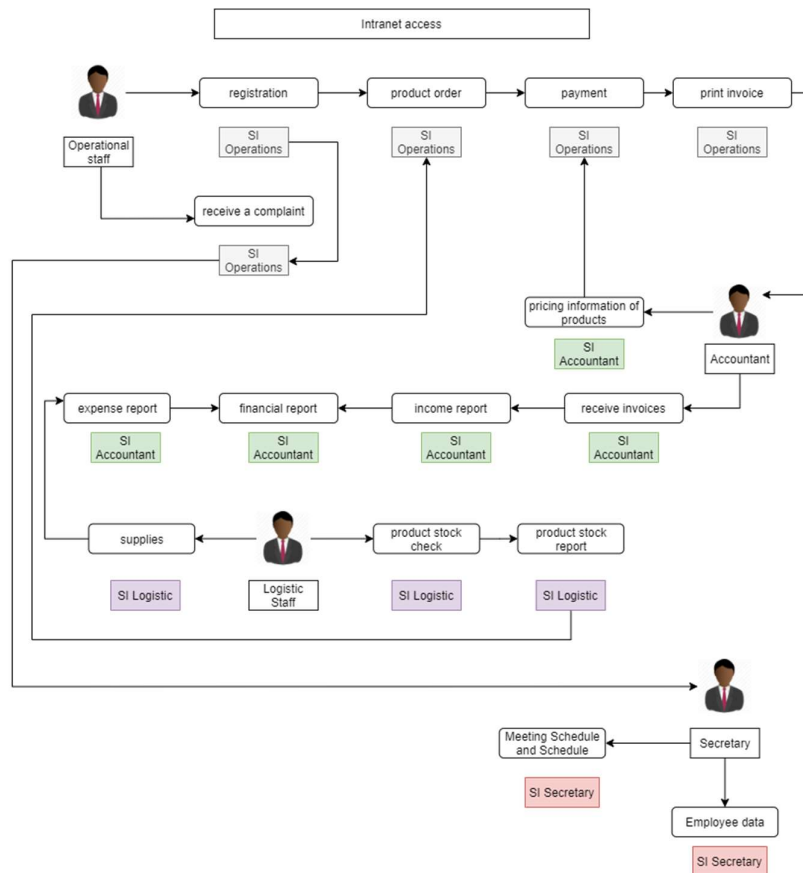 Intranet access
registration
product order
payment
print invoice
Operational
staff
SI
Operations
SI
Operations
SI
Operations
SI
Operations
receive a complaint
SI
Operations
pricing information of
products
SI
Accountant
Accountant
expense report
financial report
income report
receive invoices
SI
Accountant
SI
Accountant
SI
Accountant
SI
Accountant
supplies
product stock
check
product stock
report
SI Logistic
Logistic
Staff
SI Logistic
SI Logistic
Meeting Schedule
and Schedule
Secretary
SI Secretary
Employee data
SI Secretary